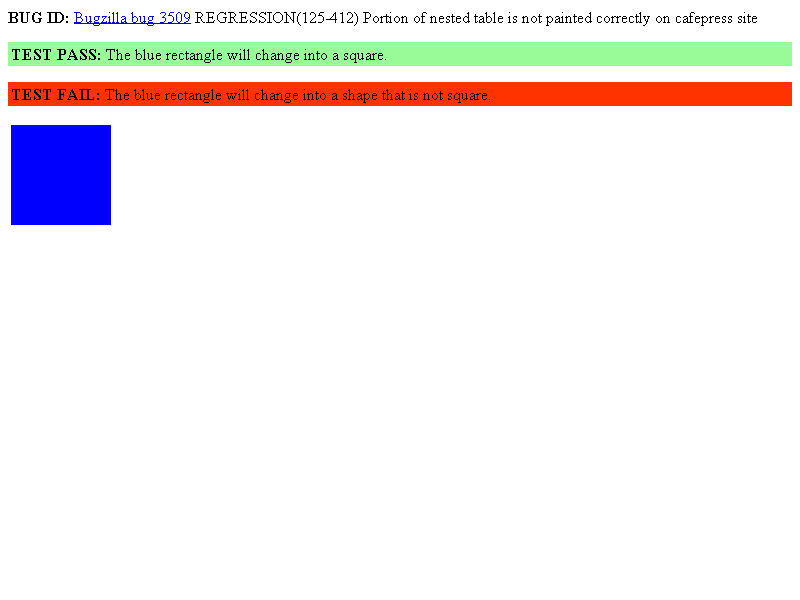 BUG ID: Bugzilla bug 3509 REGRESSION(125-412) Portion of nested table is not painted correctly on cafepress site
TEST PASS: The blue rectangle will change into a square.
TEST FAIL: The blue rectangle will change into a shape that is not square.